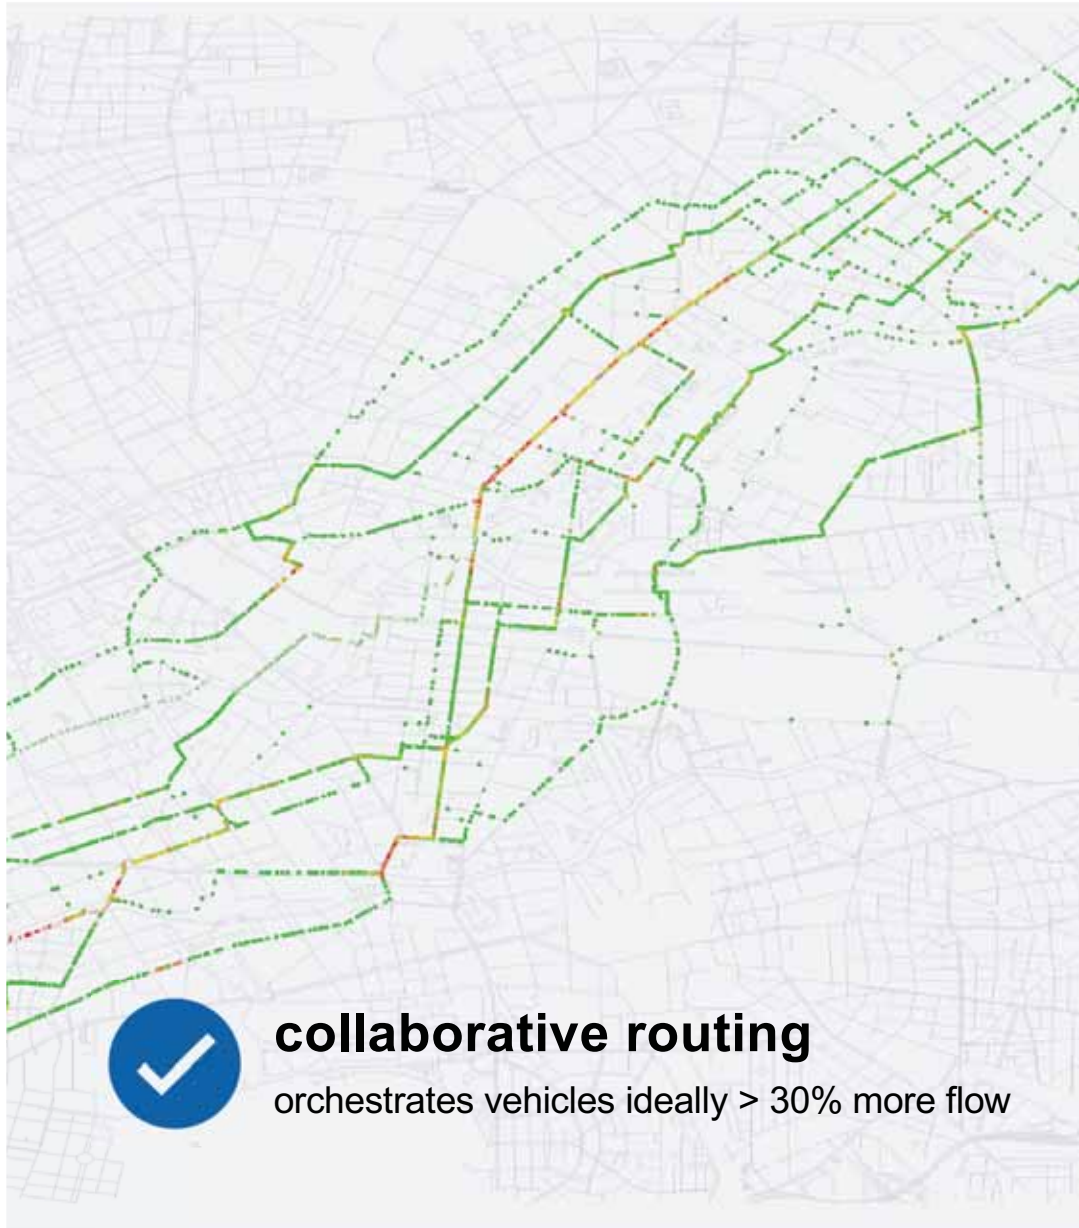 collaborative routing
orchestrates vehicles ideally > 30% more flow